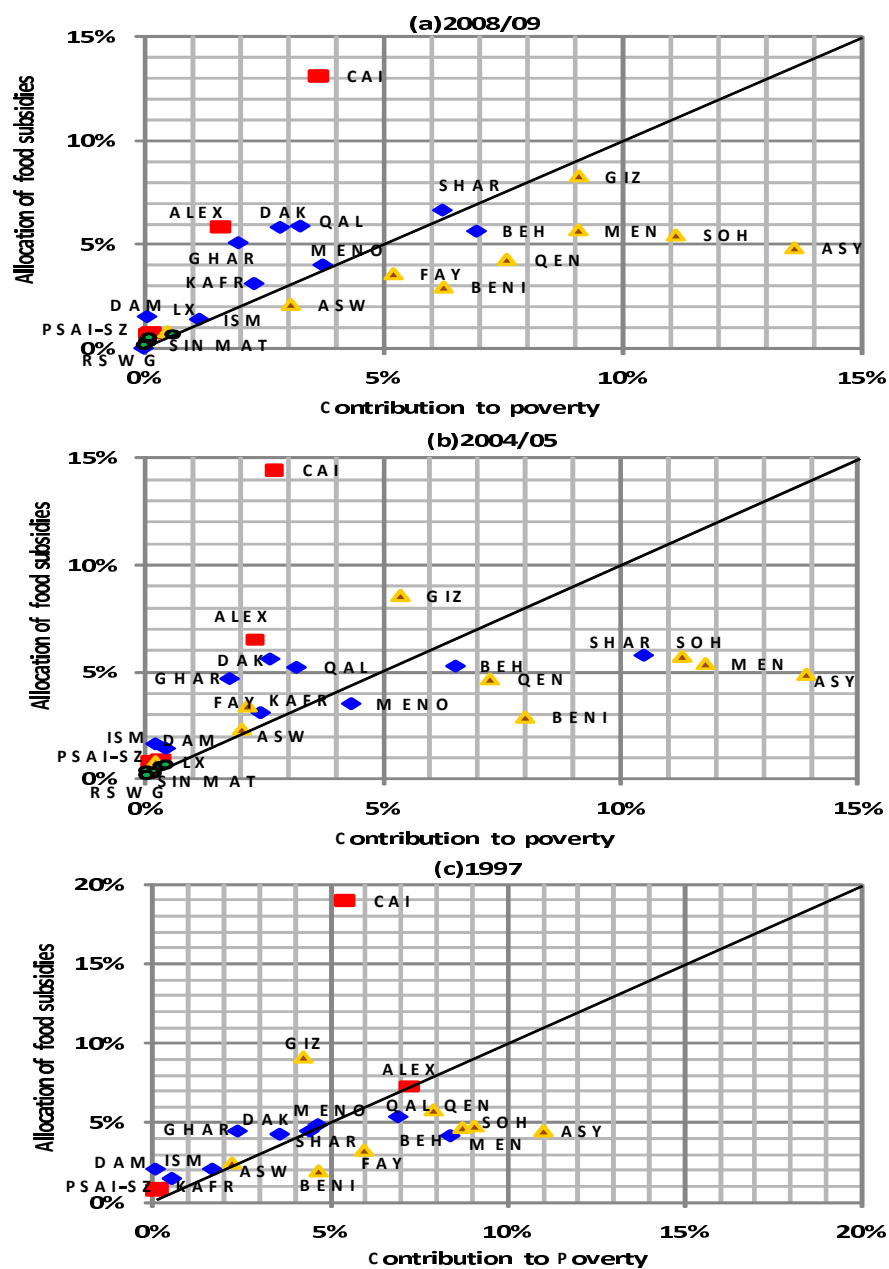 (a)2008/09
15%
CAI
10%
SHAR
GIZ
ALEX
DAK
QAL
BEH
MEN
SOH
5%
GHAR
MENO
QEN
ASY
KAFR
FAY
BENI
DAM
LX
ASW
ISM
PSAI-SZ
0%
SIN MAT
RSWG
0% 5% 10% 15%
Contribution to poverty
Allocation of food subsidies
(b)2004/05
15%
CAI
10%
GIZ
ALEX
SHAR
SOH
DAK
QAL
BEH
MEN
5%
GHAR
QEN
ASY
FAY
KAFR
MENO
BENI
ISM
DAM
ASW
PSAI-SZ
LX
0%
SIN MAT
RSWG
0% 5% 10% 15%
Contribution to poverty
Allocation of food subsidies
(c)1997
20%
CAI
15%
10%
GIZ
ALEX
MENO
QAL
QEN
5%
GHAR
DAK
SOH
SHAR
BEH
MEN
ASY
DAM
ISM
ASW
FAY
PSAI-SZ
KAFR
BENI
0%
0% 5% 10% 15% 20%
Contribution to Poverty
Allocation of food subsidies